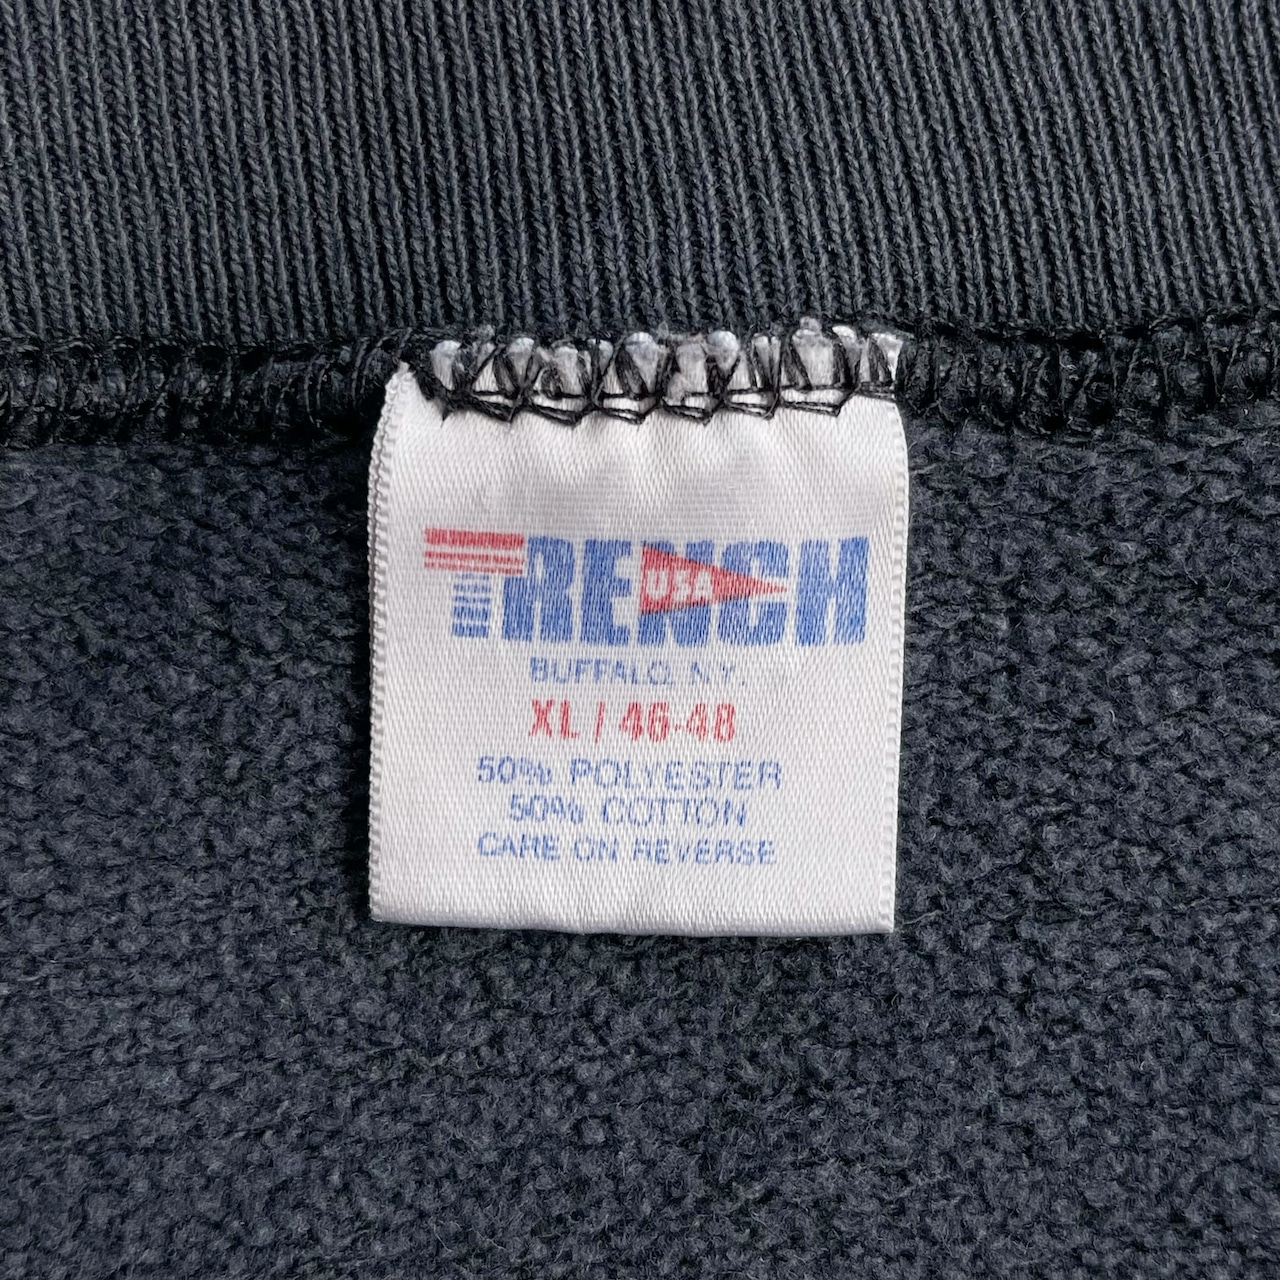 TRENCH
USA
BUFFALO, N.Y.
XL / 46-48
50% POLYESTER
50% COTTON
CARE ON REVERSE